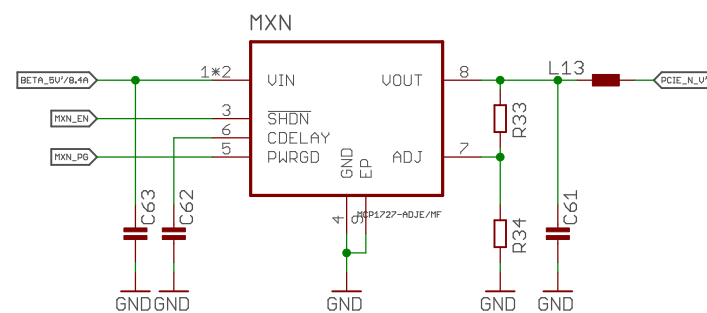 MXN
BETA_5V'/8.4A
1*2
VIN
VOUT
8
L13
PCIE_N_V'
MXN_EN
3
SHDN
R33
6
CDELAY
MXN_PG
5
PWRGD
GND
EP
ADJ
7
C63
C62
4
9
MCP1727-ADJE/MF
R34
C61
GND
GND
GND
GND
GND